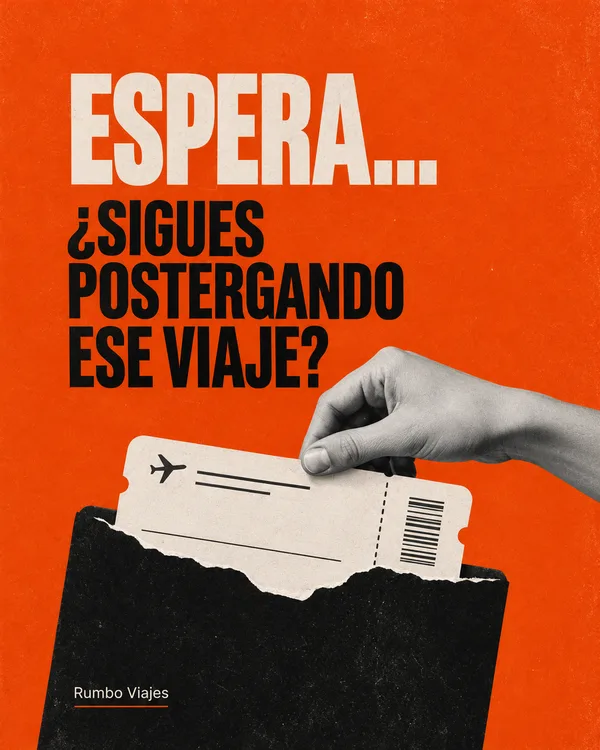 ESPERA...
¿SIGUES
POSTERGANDO
ESE VIAJE?
Rumbo Viajes